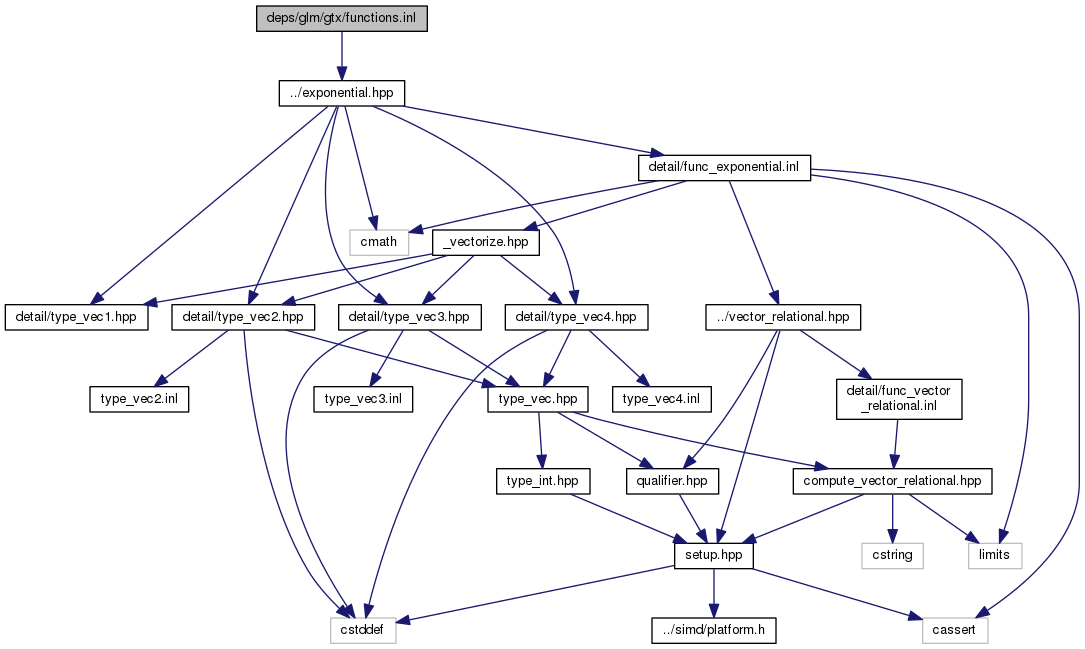 deps/glm/gtx/functions.inl
../exponential.hpp
detail/func_exponential.inl
cmath
_vectorize.hpp
detail/type_vec1.hpp
detail/type_vec2.hpp
detail/type_vec3.hpp
detail/type_vec4.hpp
../vector_relational.hpp
type_vec2.inl
type_vec3.inl
type_vec.hpp
type_vec4.inl
detail/func_vector
_relational.inl
type_int.hpp
qualifier.hpp
compute_vector_relational.hpp
setup.hpp
cstring
limits
cstddef
../simd/platform.h
cassert